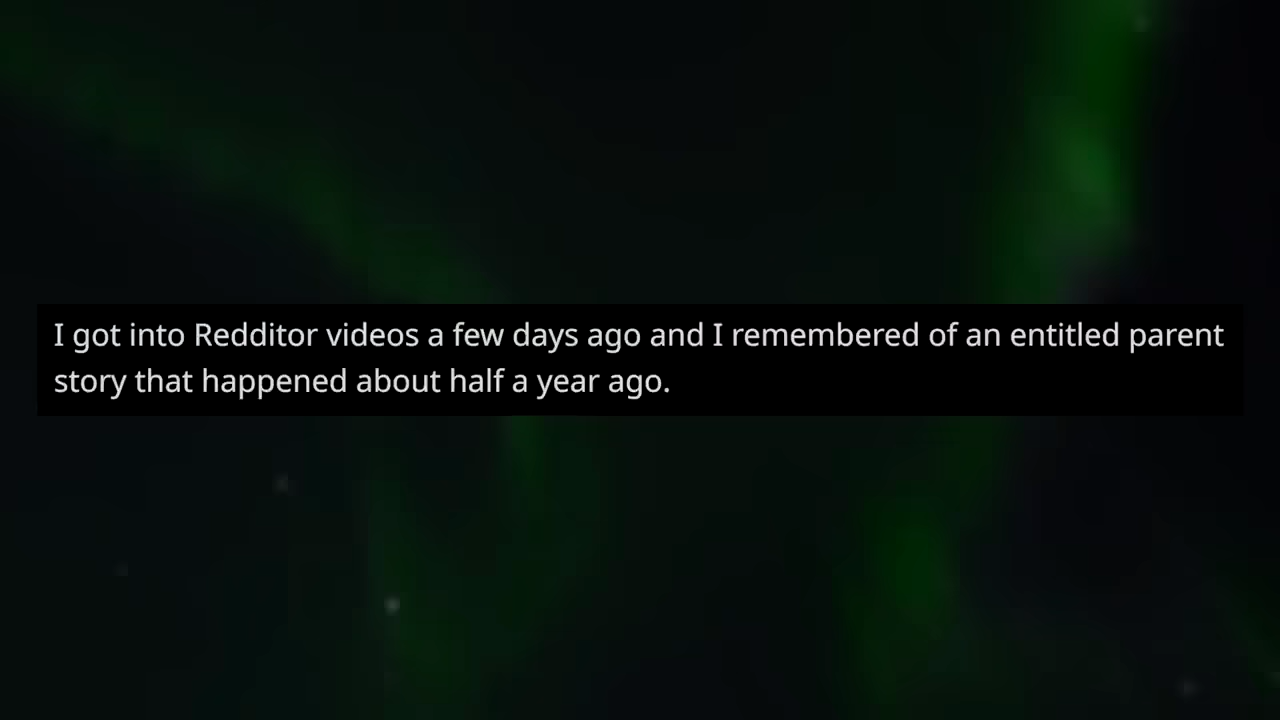 I got into Redditor videos a few days ago and I remembered of an entitled parent
story that happened about half a year ago.